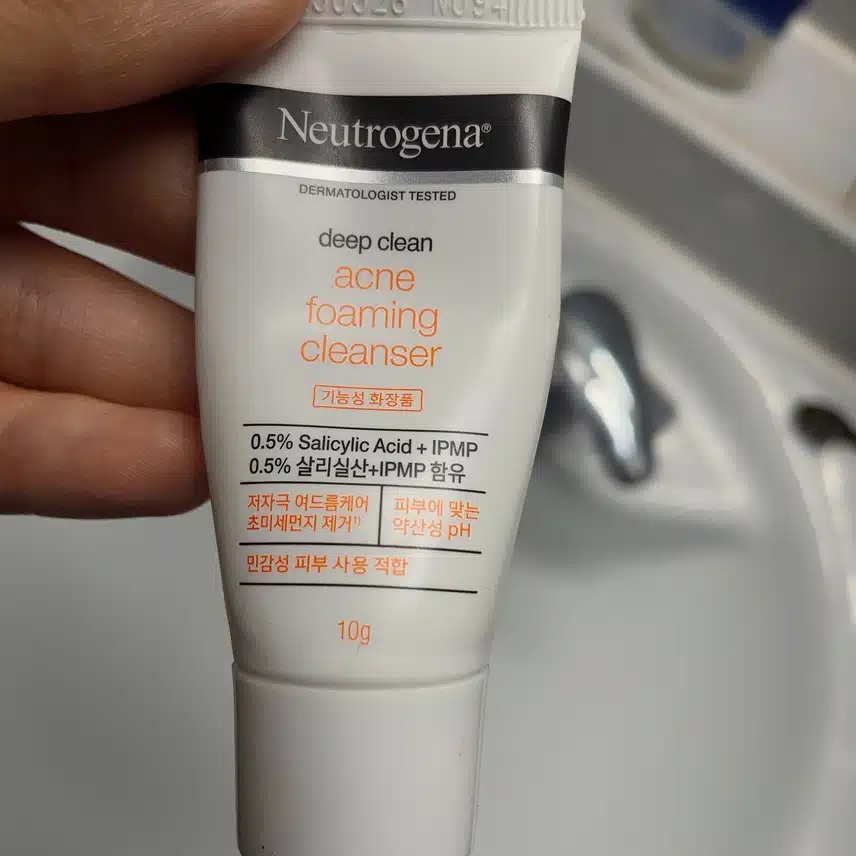 Neutrogena®
DERMATOLOGIST TESTED
deep clean
acne
foaming
cleanser
기능성 화장품
0.5% Salicylic Acid + IPMP
0.5% 살리실산+IPMP 함유
저자극 여드름케어
초미세먼지 제거¹⁾
피부에 맞는
약산성 pH
민감성 피부 사용 적합
10g